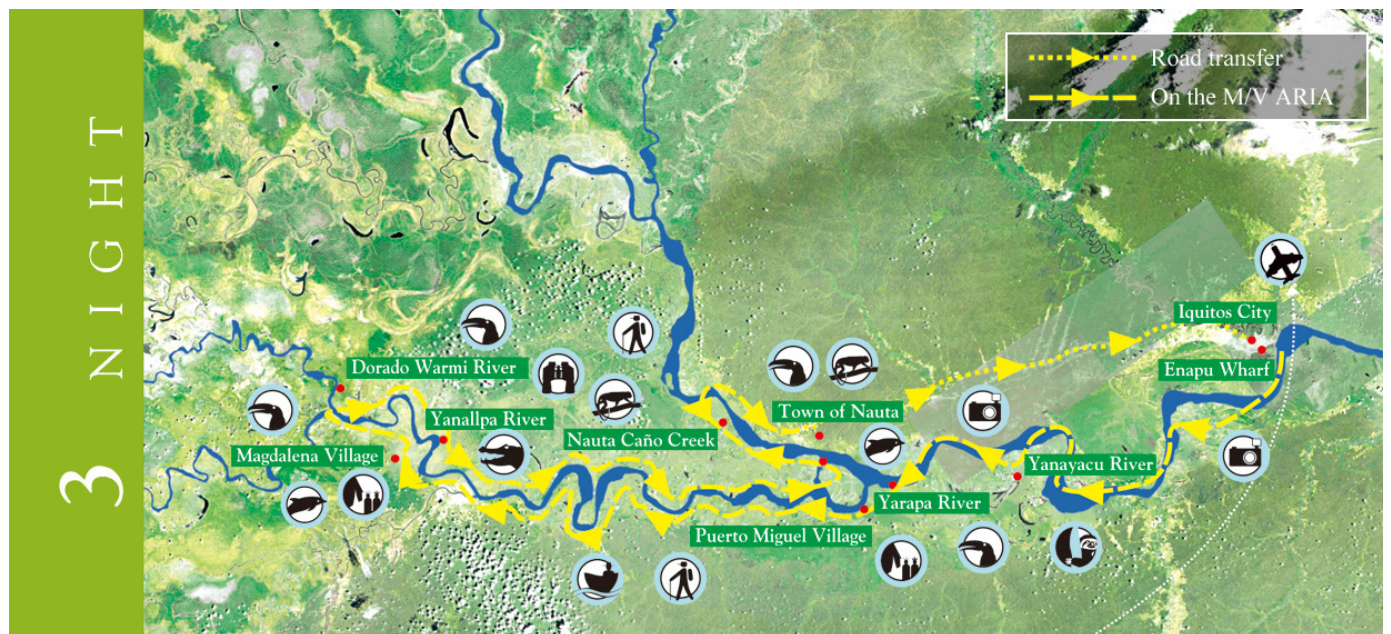 3 NIGHT
Road transfer
On the M/V ARIA
Iquitos City
Enapu Wharf
Dorado Warmi River
Yanallpa River
Town of Nauta
Nauta Caño Creek
Magdalena Village
Yanayacu River
Yarapa River
Puerto Miguel Village